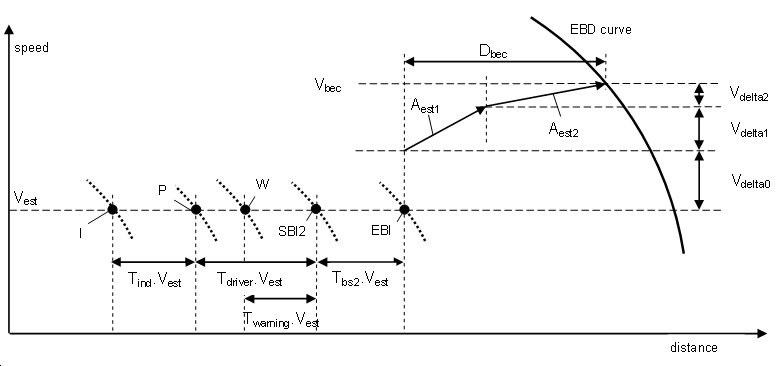 EBD curve
speed
Dbec
Vbec
Vdelta2
Aest1
Aest2
Vdelta1
Vdelta0
P
W
Vest
I
SBI2
EBI
Tind.Vest
Tdriver.Vest
Tbs2.Vest
Twarning.Vest
distance